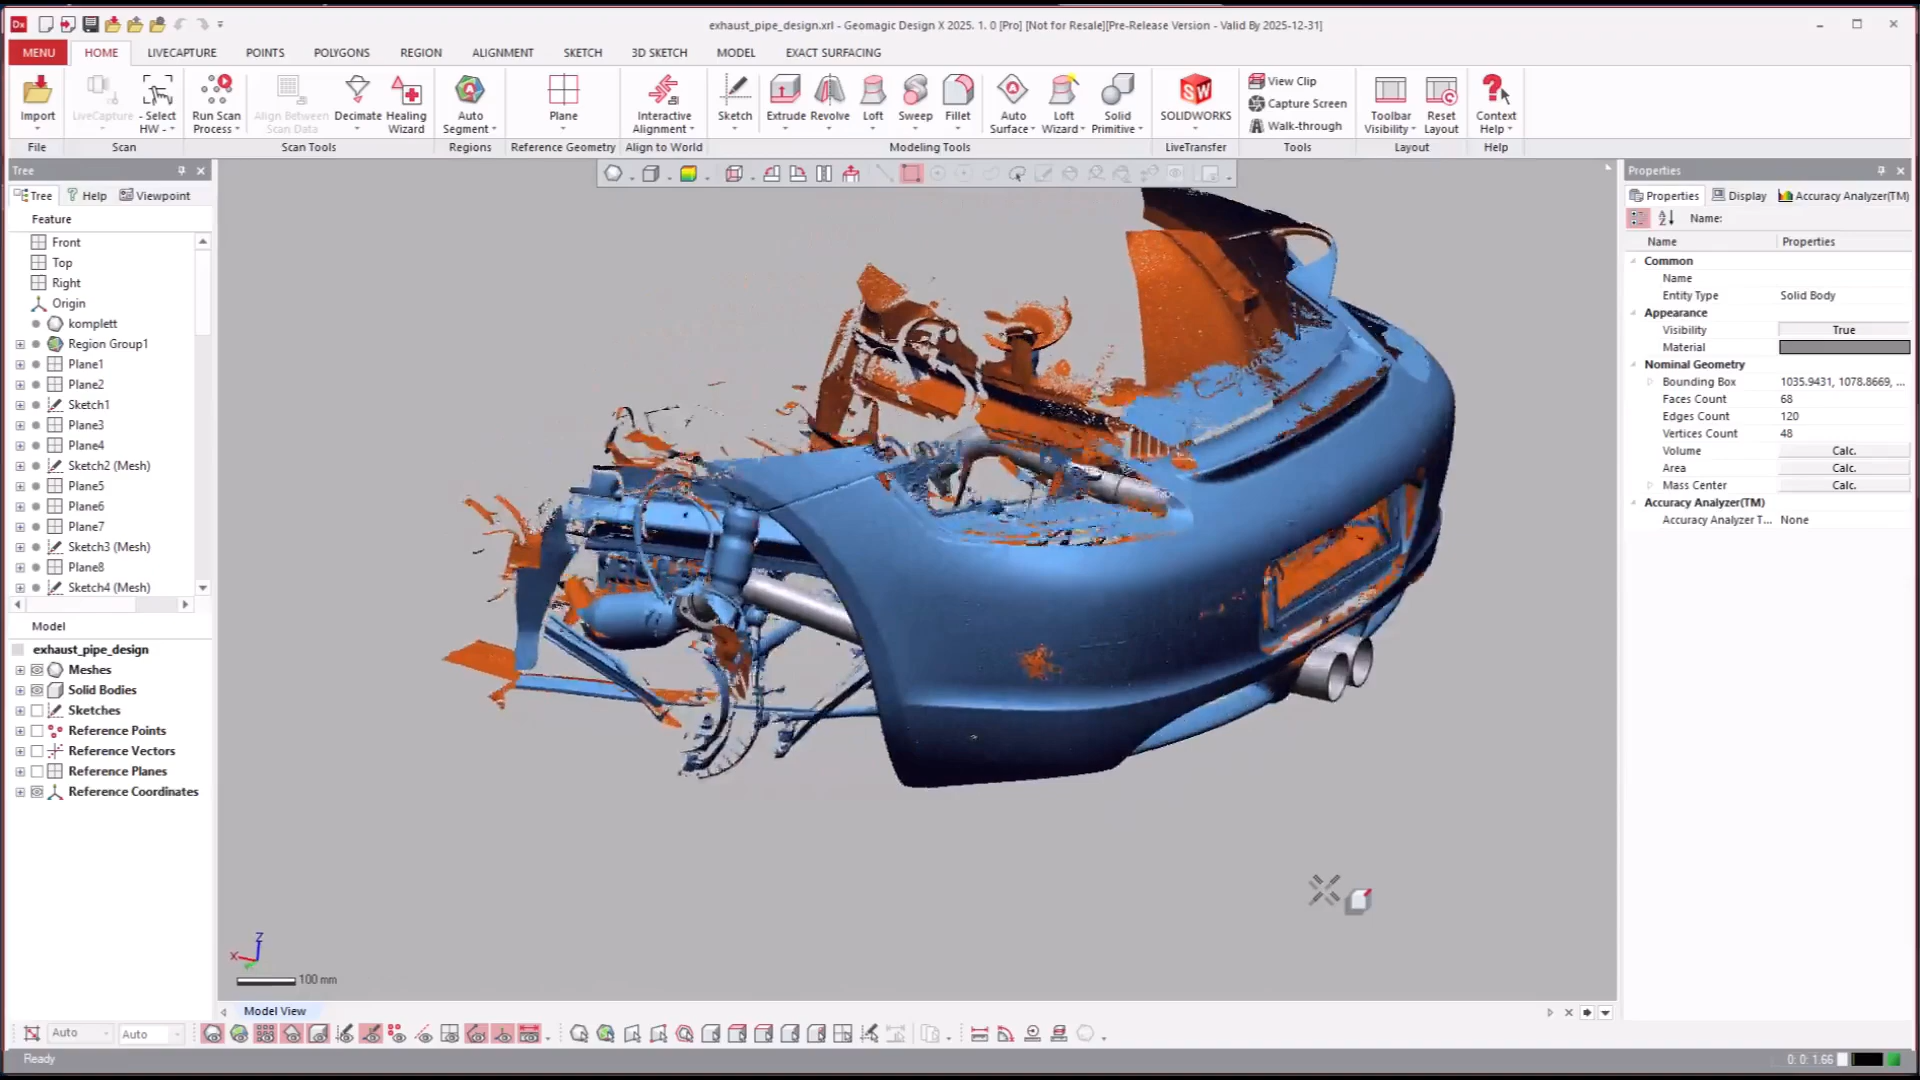 Dx
exhaust_pipe_design.xrl - Geomagic Design X 2025. 1. 0 [Pro] [Not for Resale][Pre-Release Version - Valid By 2025-12-31]
MENU HOME LIVECAPTURE POINTS POLYGONS REGION ALIGNMENT SKETCH 3D SKETCH MODEL EXACT SURFACING
Import
LiveCapture
- Select HW -
Run Scan Process
Align Between Scan Data
Decimate
Healing Wizard
Auto Segment
Plane
Interactive Alignment
Sketch
Extrude
Revolve
Loft
Sweep
Fillet
Auto Surface
Loft Wizard
Solid Primitive
SW
SOLIDWORKS
View Clip
Capture Screen
Walk-through
Toolbar Visibility
Reset Layout
Context Help
File Scan Scan Tools Regions Reference Geometry Align to World Modeling Tools LiveTransfer Tools Layout Help
Tree
Tree Help Viewpoint
Feature
Front
Top
Right
Origin
komplett
Region Group1
Plane1
Plane2
Sketch1
Plane3
Plane4
Sketch2 (Mesh)
Plane5
Plane6
Plane7
Sketch3 (Mesh)
Plane8
Sketch4 (Mesh)
Model
exhaust_pipe_design
Meshes
Solid Bodies
Sketches
Reference Points
Reference Vectors
Reference Planes
Reference Coordinates
Z
X
100 mm
Model View
Properties
Properties Display Accuracy Analyzer(TM)
Name:
Name Properties
Common
Name
Entity Type Solid Body
Appearance
Visibility True
Material
Nominal Geometry
Bounding Box 1035.9431, 1078.8669, ...
Faces Count 68
Edges Count 120
Vertices Count 48
Volume Calc.
Area Calc.
Mass Center Calc.
Accuracy Analyzer(TM)
Accuracy Analyzer T... None
Auto Auto
Ready
0: 0: 1.66